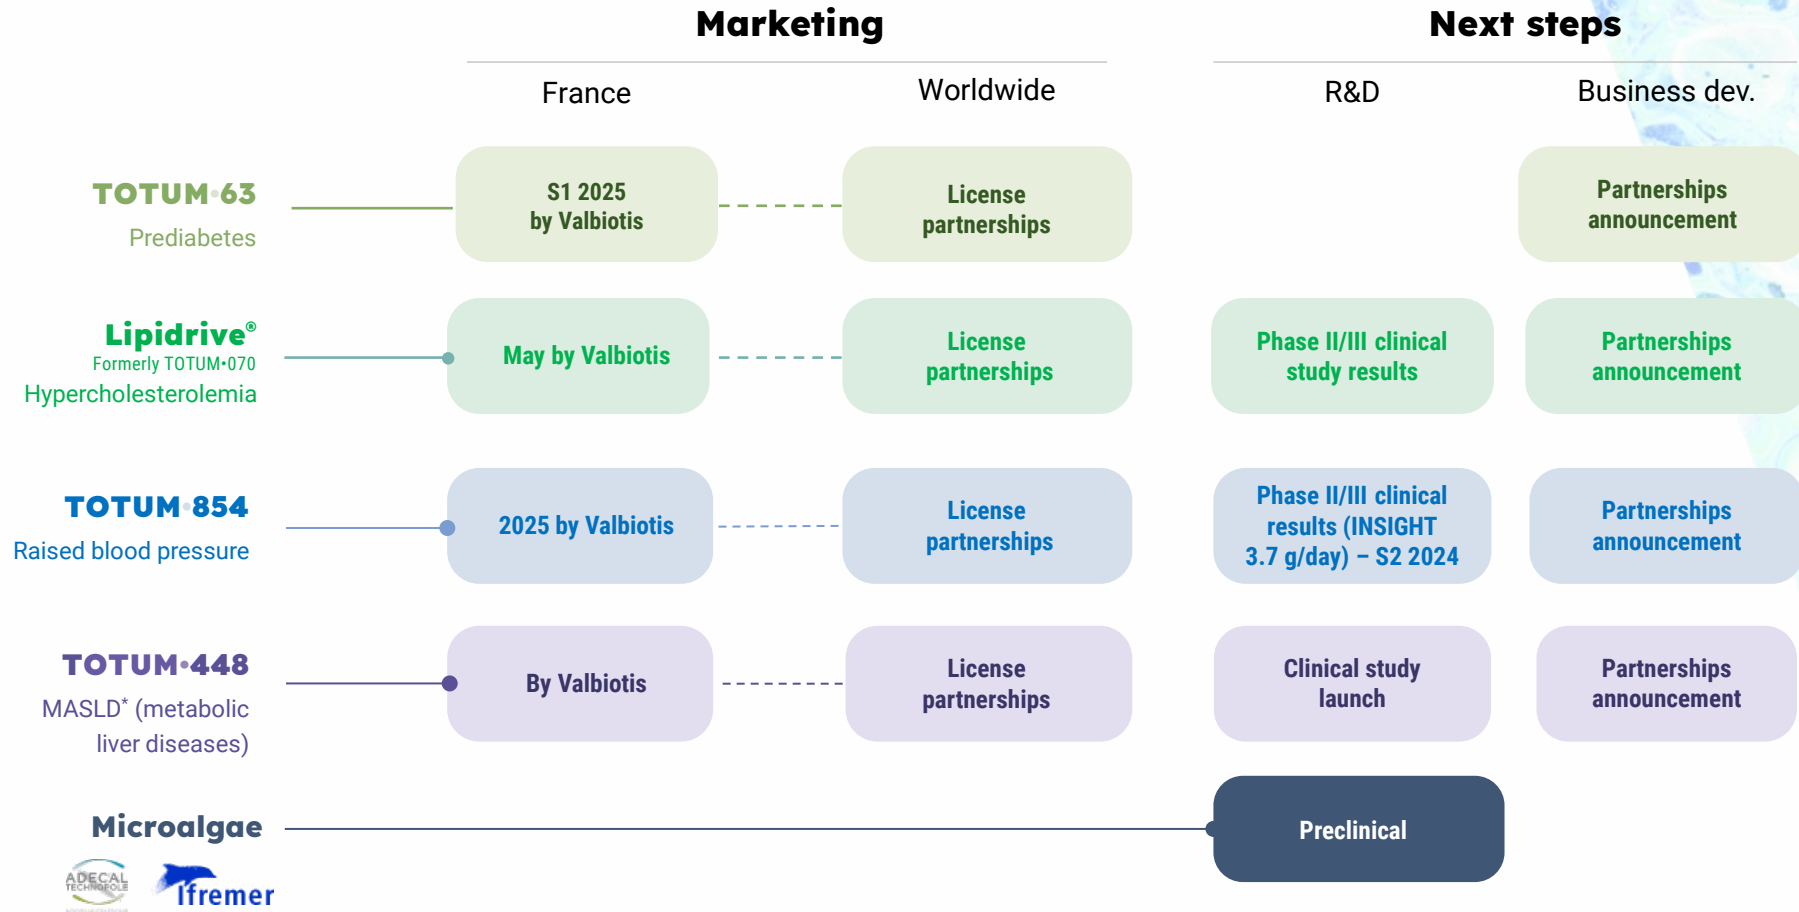 Marketing
Next steps
France
Worldwide
R&D
Business dev.
TOTUM•63
Prediabetes
S1 2025
by Valbiotis
License
partnerships
Partnerships
announcement
Lipidrive®
Formerly TOTUM•070
Hypercholesterolemia
May by Valbiotis
License
partnerships
Phase II/III clinical
study results
Partnerships
announcement
TOTUM•854
Raised blood pressure
2025 by Valbiotis
License
partnerships
Phase II/III clinical
results (INSIGHT
3.7 g/day) – S2 2024
Partnerships
announcement
TOTUM•448
MASLD* (metabolic
liver diseases)
By Valbiotis
License
partnerships
Clinical study
launch
Partnerships
announcement
Microalgae
Preclinical
ADECAL
TECHNOPOLE
Ifremer